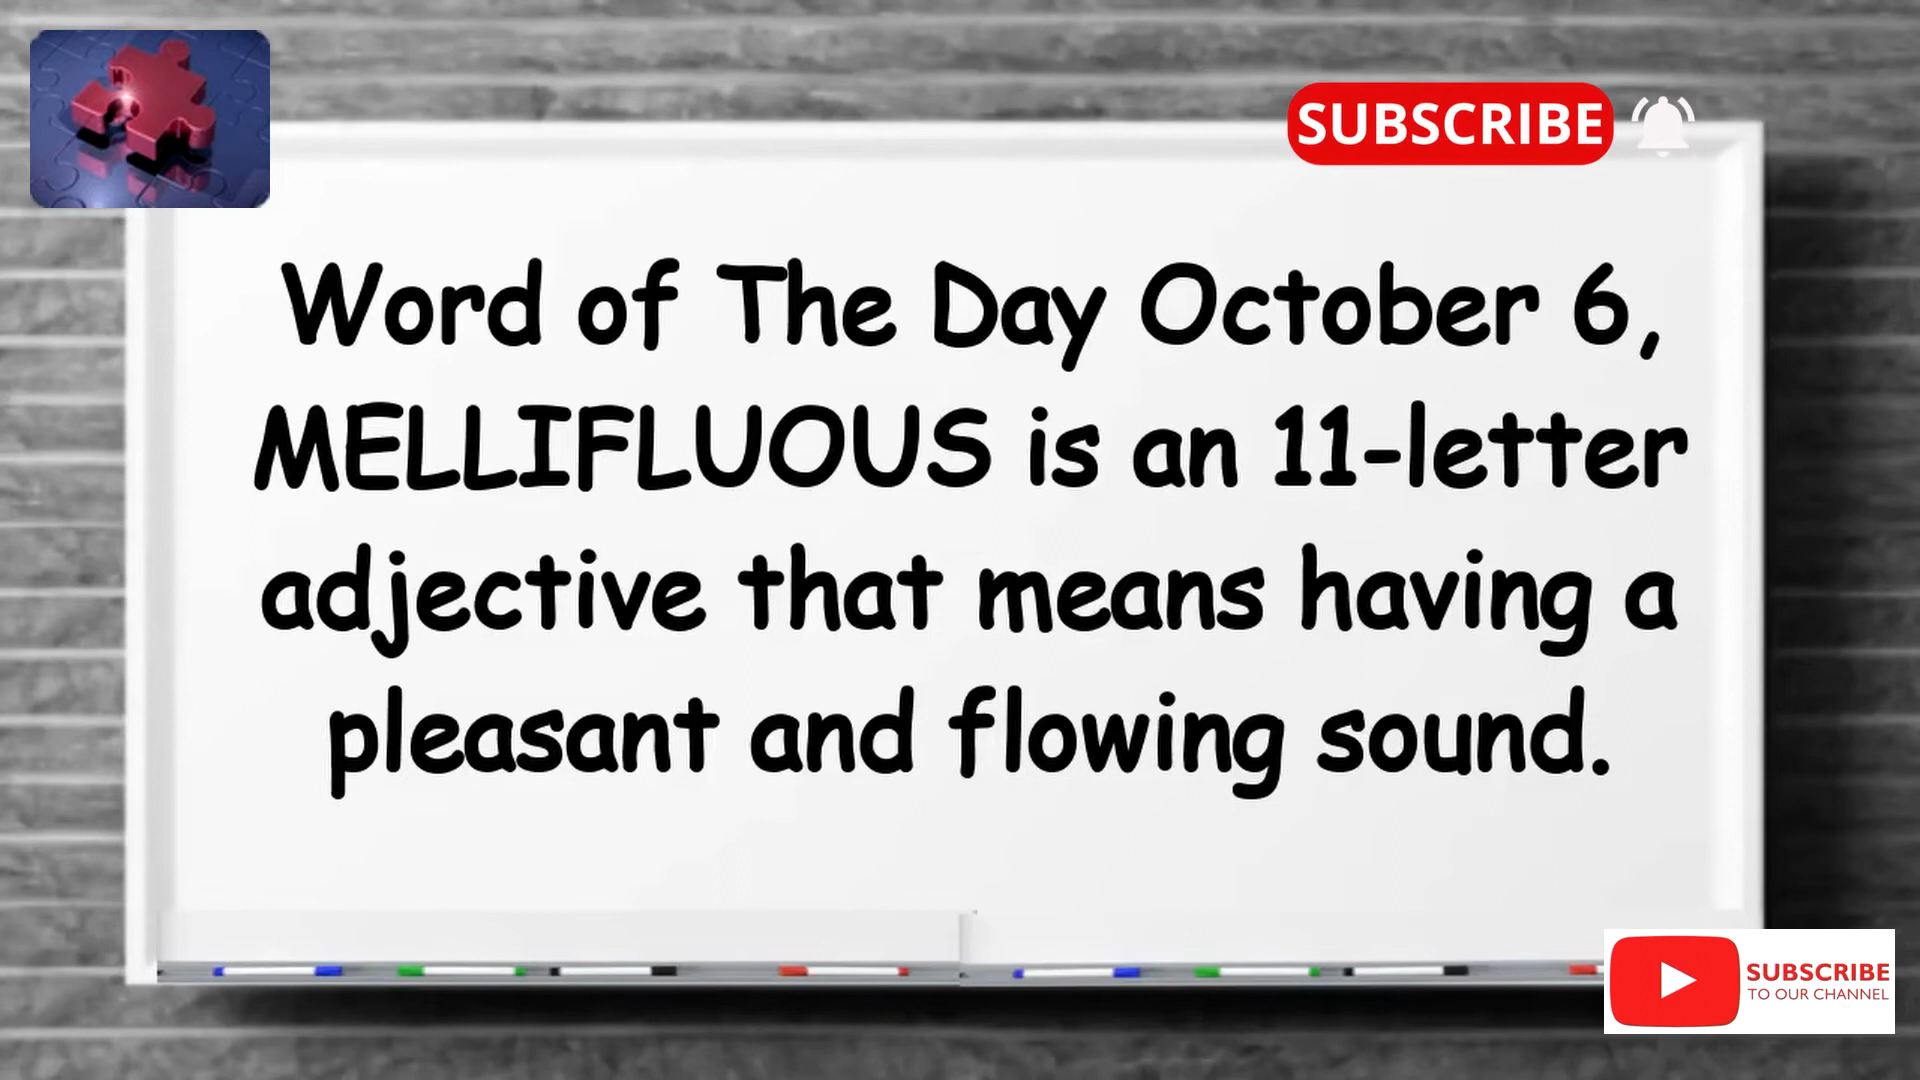 SUBSCRIBE
Word of The Day October 6,
MELLIFLUOUS is an 11-letter
adjective that means having a
pleasant and flowing sound.
SUBSCRIBE
TO OUR CHANNEL